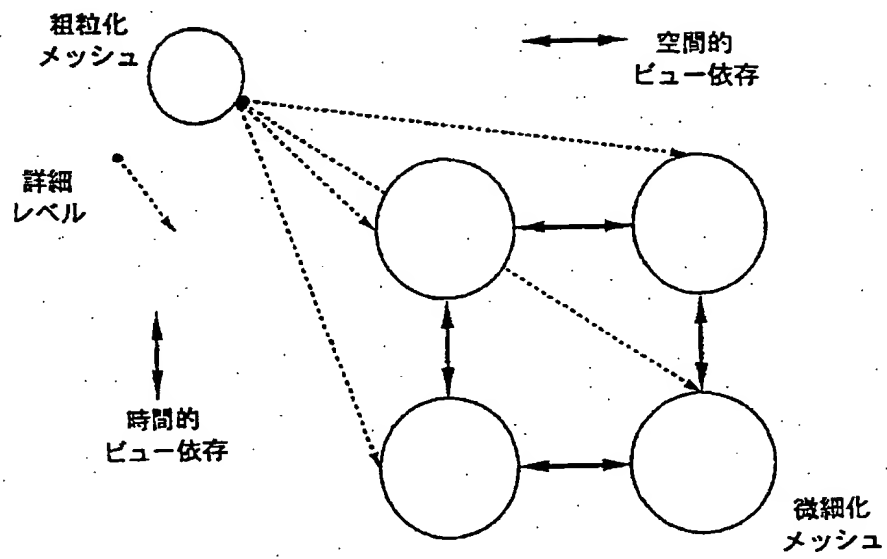 粗粒化
メッシュ
空間的
ビュー依存
詳細
レベル
時間的
ビュー依存
微細化
メッシュ